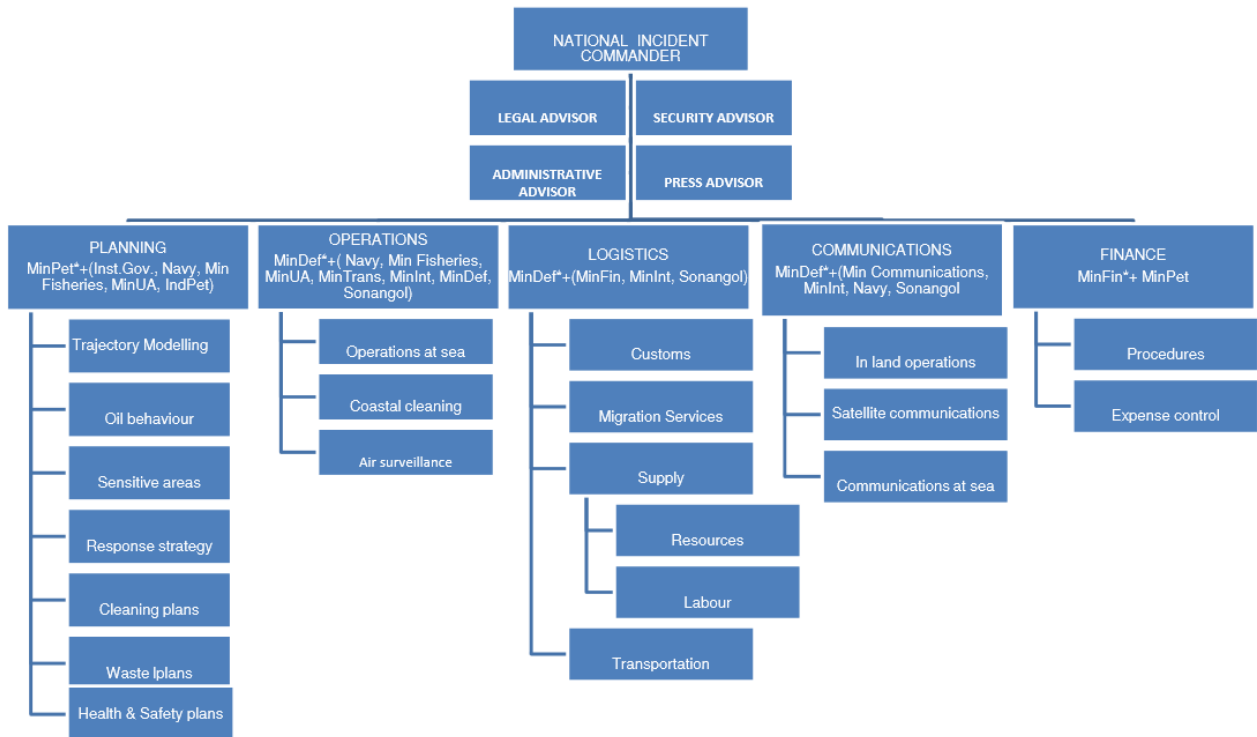 NATIONAL INCIDENT
COMMANDER
LEGAL ADVISOR
SECURITY ADVISOR
ADMINISTRATIVE
ADVISOR
PRESS ADVISOR
PLANNING
MinPet*+(Inst.Gov., Navy, Min
Fisheries, MinUA, IndPet)
Trajectory Modelling
Oil behaviour
Sensitive areas
Response strategy
Cleaning plans
Waste lplans
Health & Safety plans
OPERATIONS
MinDef*+( Navy, Min Fisheries,
MinUA, MinTrans, MinInt, MinDef,
Sonangol)
Operations at sea
Coastal cleaning
Air surveillance
LOGISTICS
MinDef*+(MinFin, MinInt, Sonangol)
Customs
Migration Services
Supply
Resources
Labour
Transportation
COMMUNICATIONS
MinDef*+(Min Communications,
MinInt, Navy, Sonangol
In land operations
Satellite communications
Communications at sea
FINANCE
MinFin*+ MinPet
Procedures
Expense control